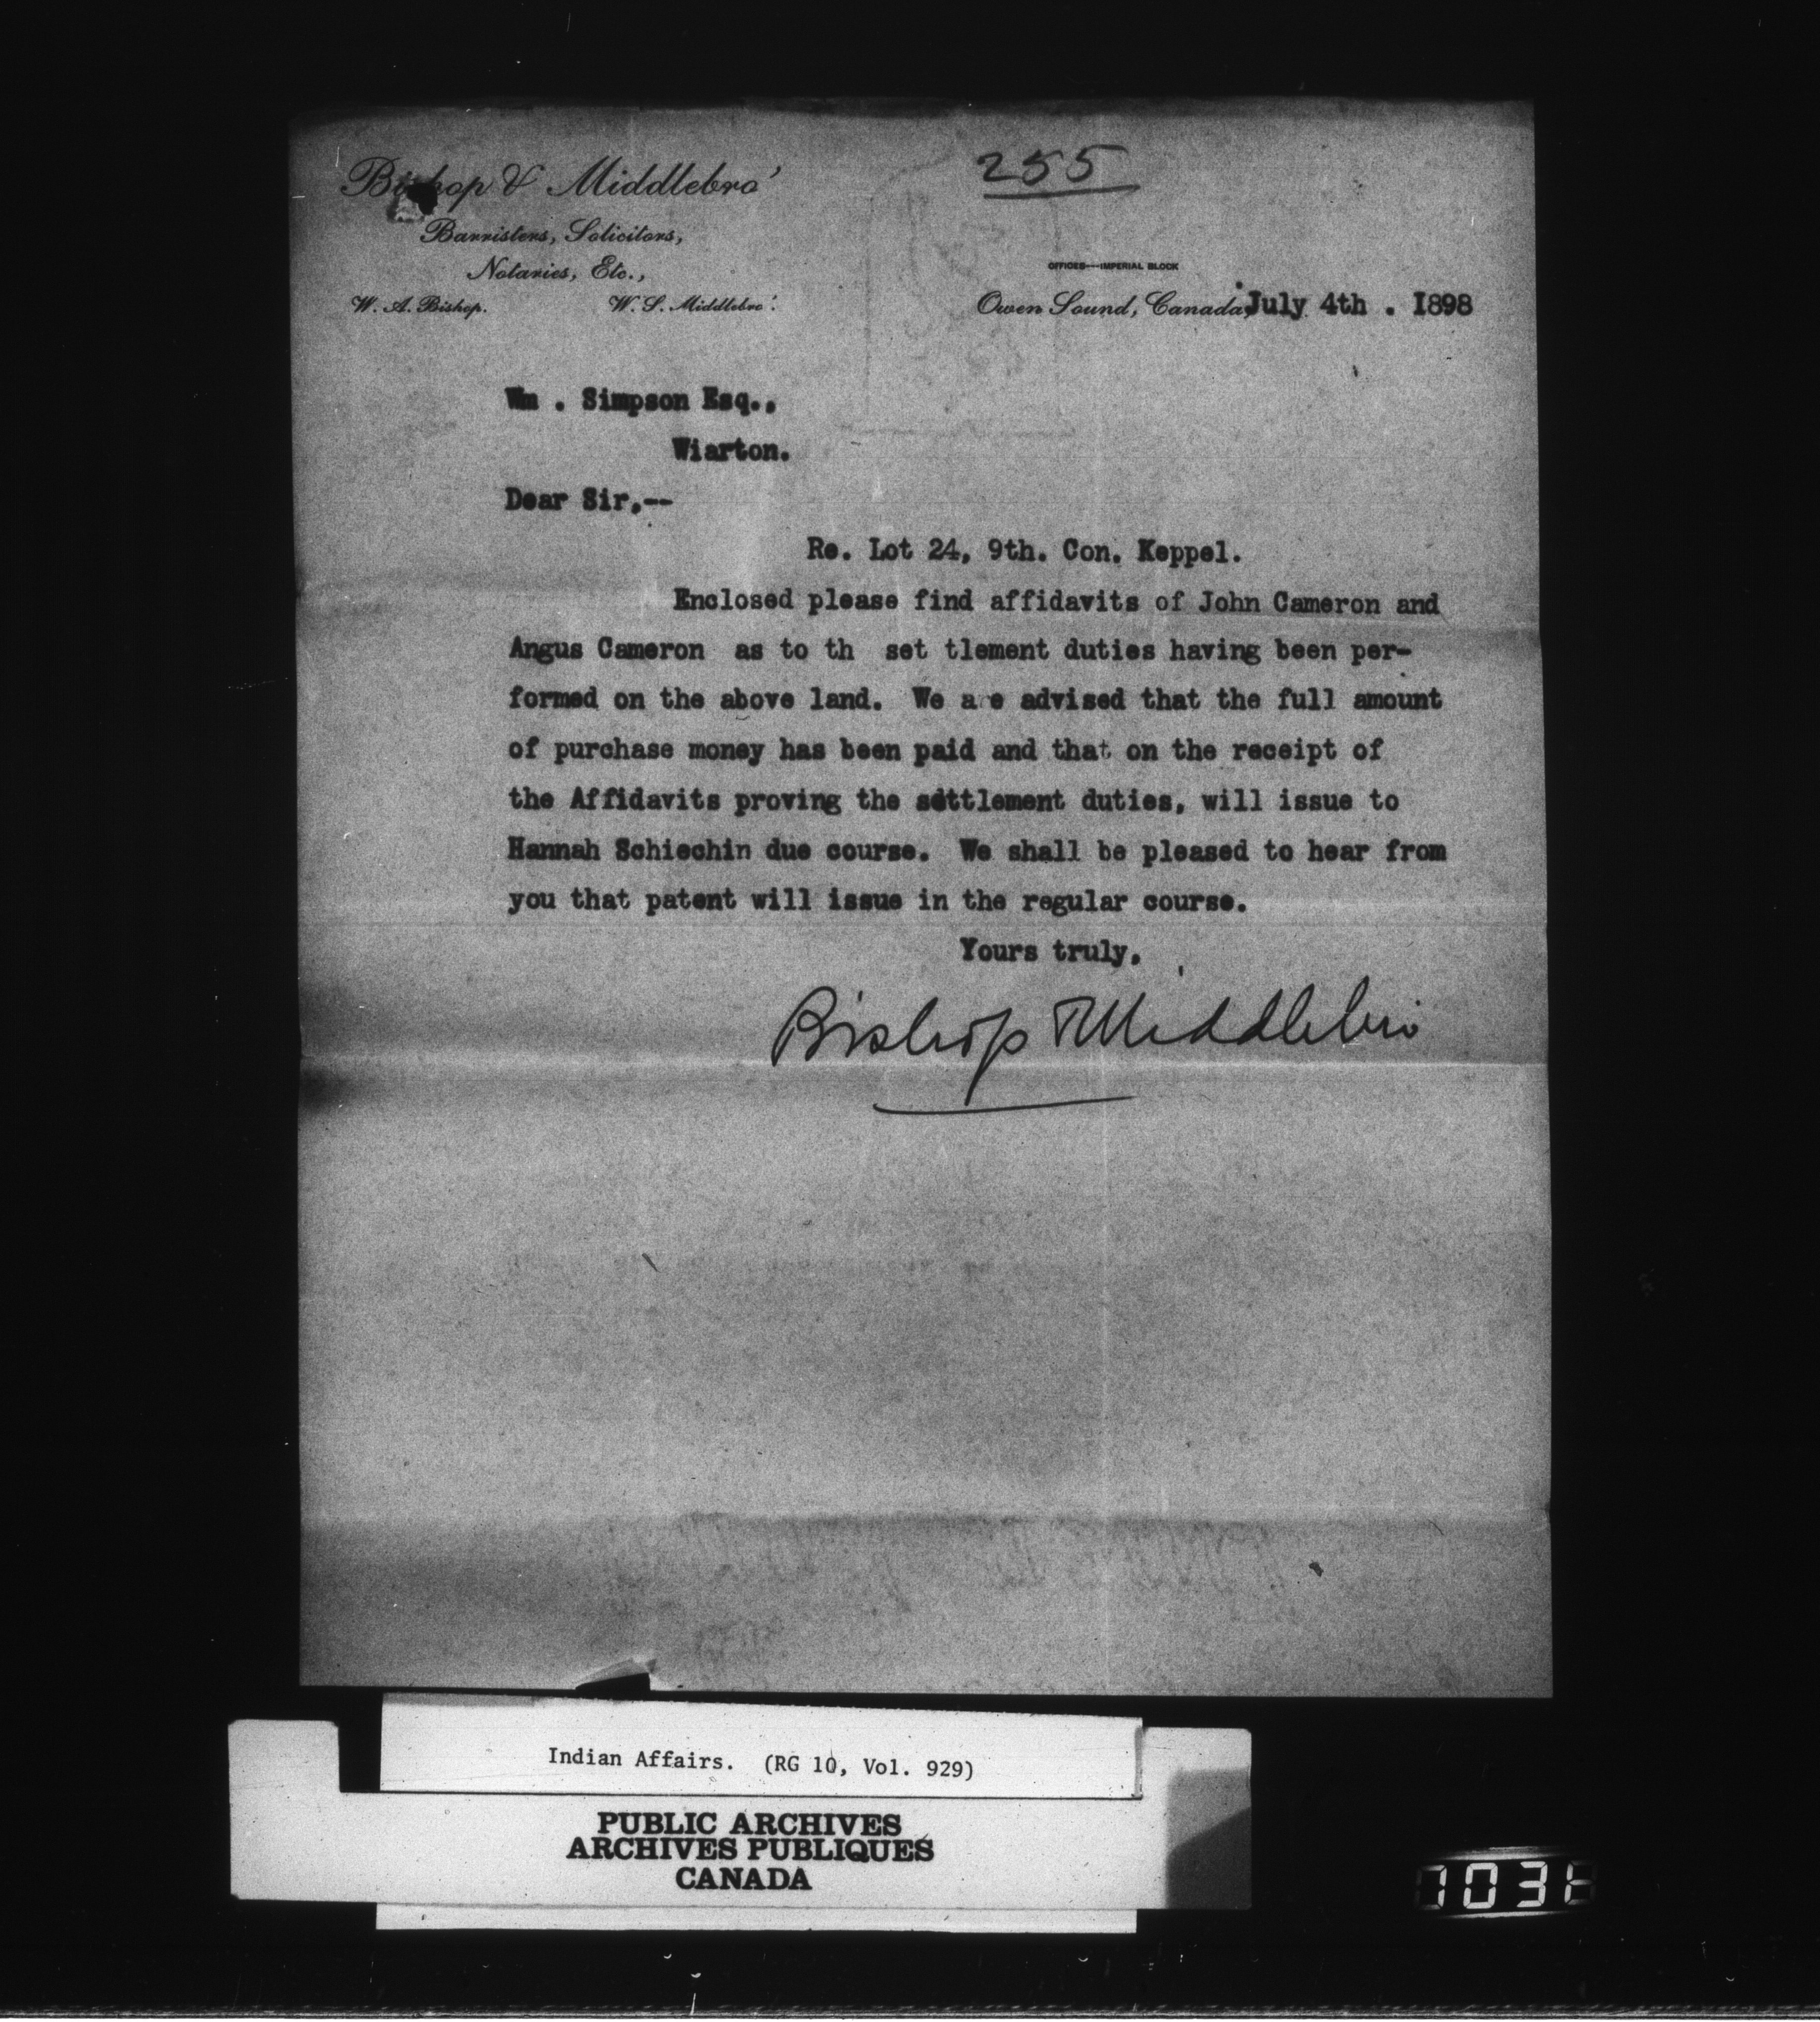 255
Bishop & Middlebro'
Barristers, Solicitors,
Notaries, Etc.,
W. A. Bishop. W. S. Middlebro'.
OFFICES---IMPERIAL BLOCK
Owen Sound, Canada, July 4th . I898
Wm . Simpson Esq.,
Wiarton.
Dear Sir,--
Re. Lot 24, 9th. Con. Keppel.
Enclosed please find affidavits of John Cameron and
Angus Cameron as to th set tlement duties having been per-
formed on the above land. We are advised that the full amount
of purchase money has been paid and that on the receipt of
the Affidavits proving the settlement duties, will issue to
Hannah Schiechin due course. We shall be pleased to hear from
you that patent will issue in the regular course.
Yours truly,
Bishop & Middlebro
Indian Affairs. (RG 10, Vol. 929)
PUBLIC ARCHIVES
ARCHIVES PUBLIQUES
CANADA